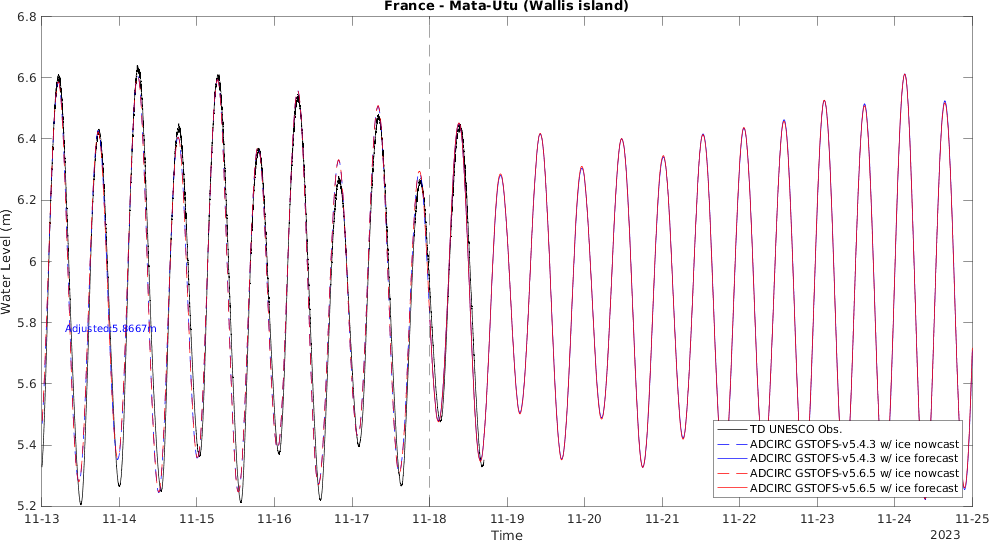 France - Mata-Utu (Wallis island)
6.8
6.6
6.4
6.2
6
5.8
5.6
5.4
5.2
Water Level (m)
Adjusted:5.8667m
TD UNESCO Obs.
ADCIRC GSTOFS-v5.4.3 w/ ice nowcast
ADCIRC GSTOFS-v5.4.3 w/ ice forecast
ADCIRC GSTOFS-v5.6.5 w/ ice nowcast
ADCIRC GSTOFS-v5.6.5 w/ ice forecast
11-13 11-14 11-15 11-16 11-17 11-18 11-19 11-20 11-21 11-22 11-23 11-24 11-25
Time
2023